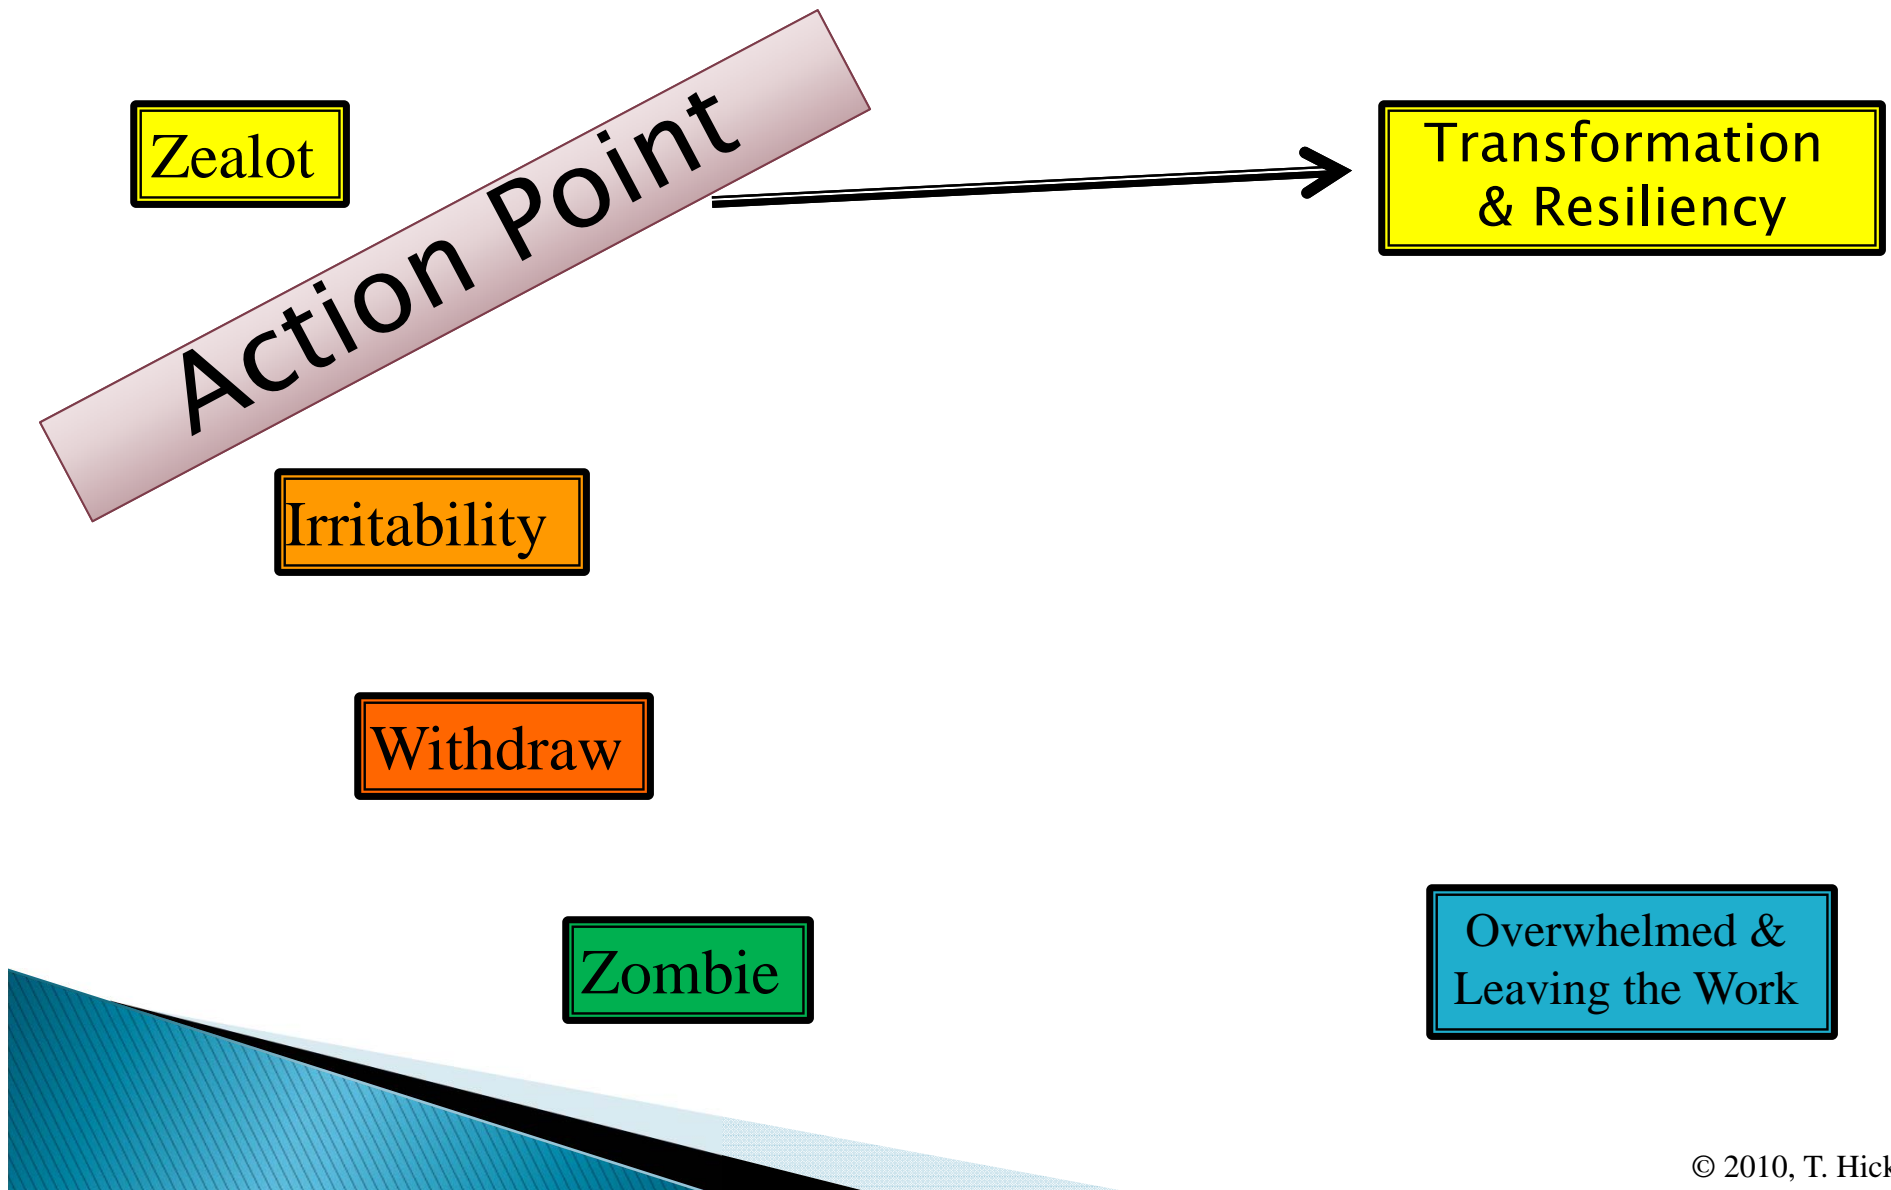 Zealot
Action Point
Transformation
& Resiliency
Irritability
Withdraw
Zombie
Overwhelmed &
Leaving the Work
© 2010, T.